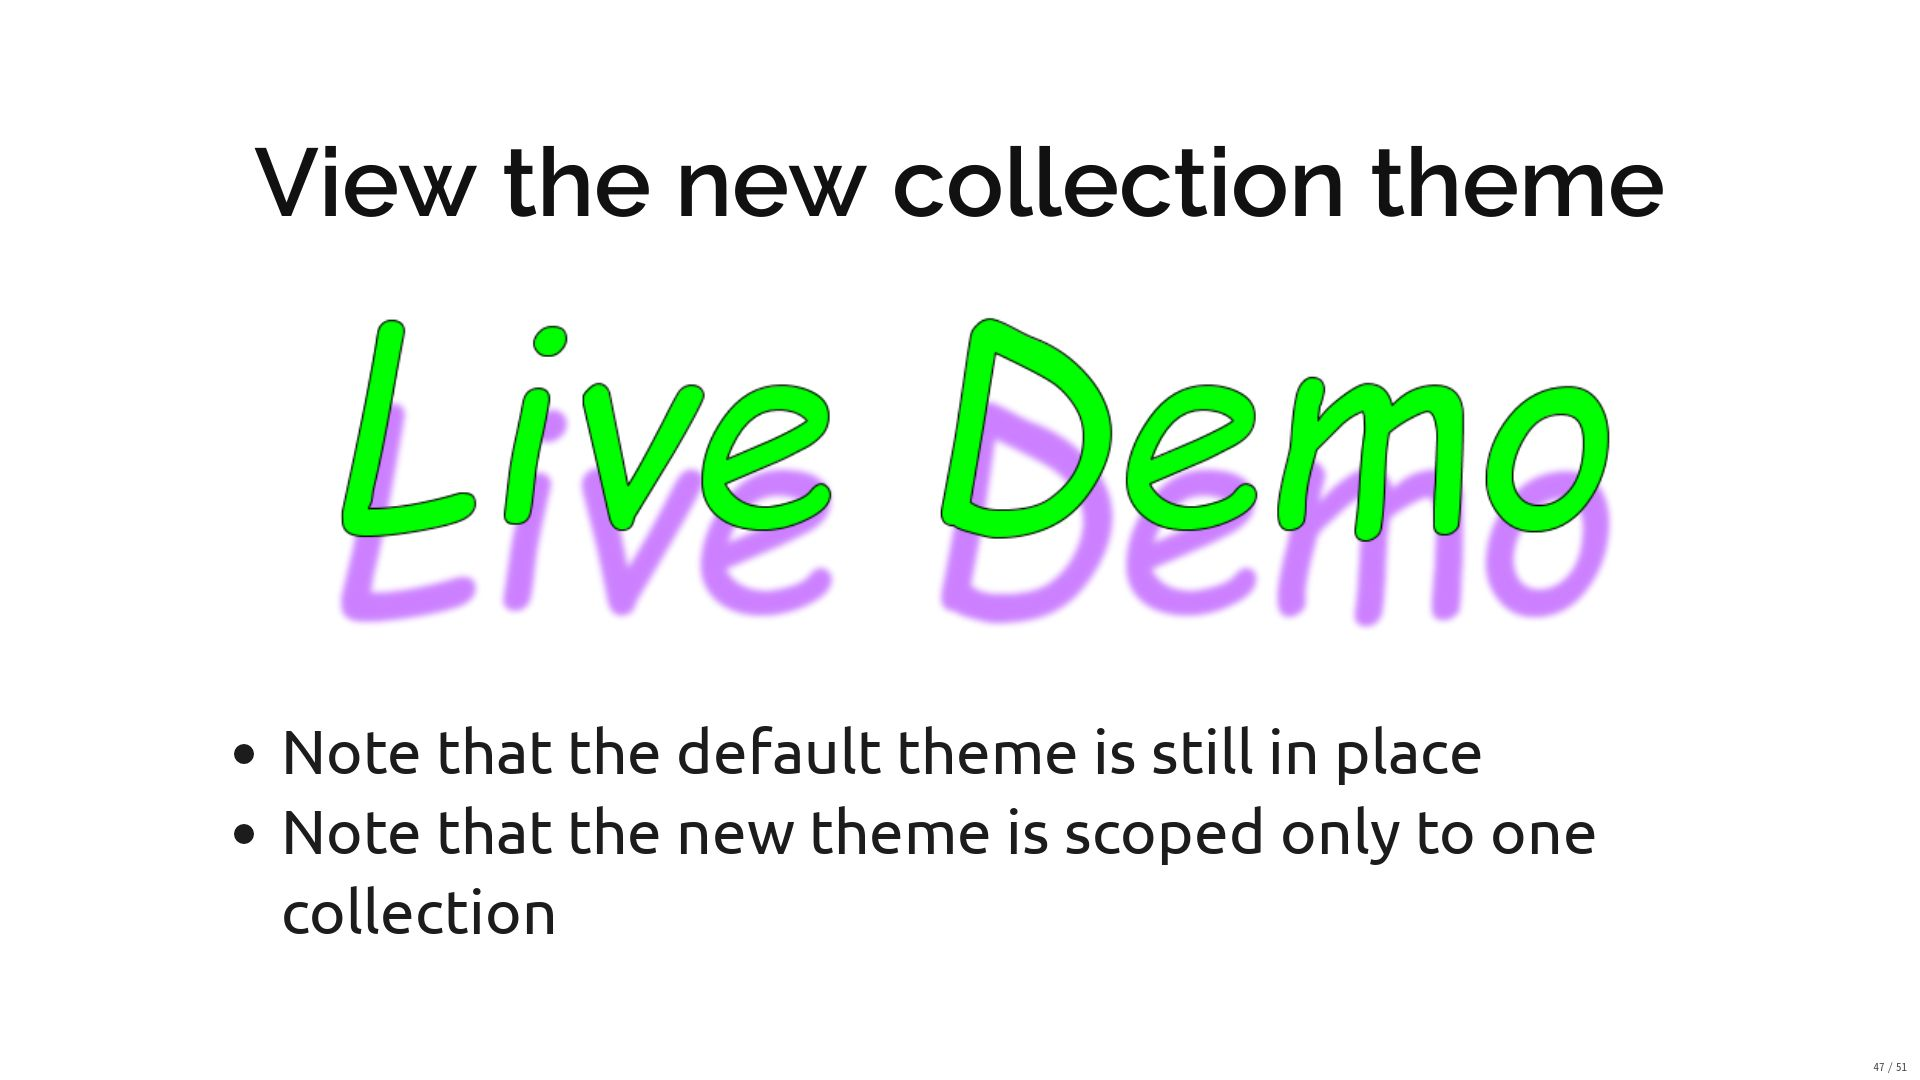 View the new collection theme
Live Demo
• Note that the default theme is still in place
• Note that the new theme is scoped only to one
collection
47 / 51